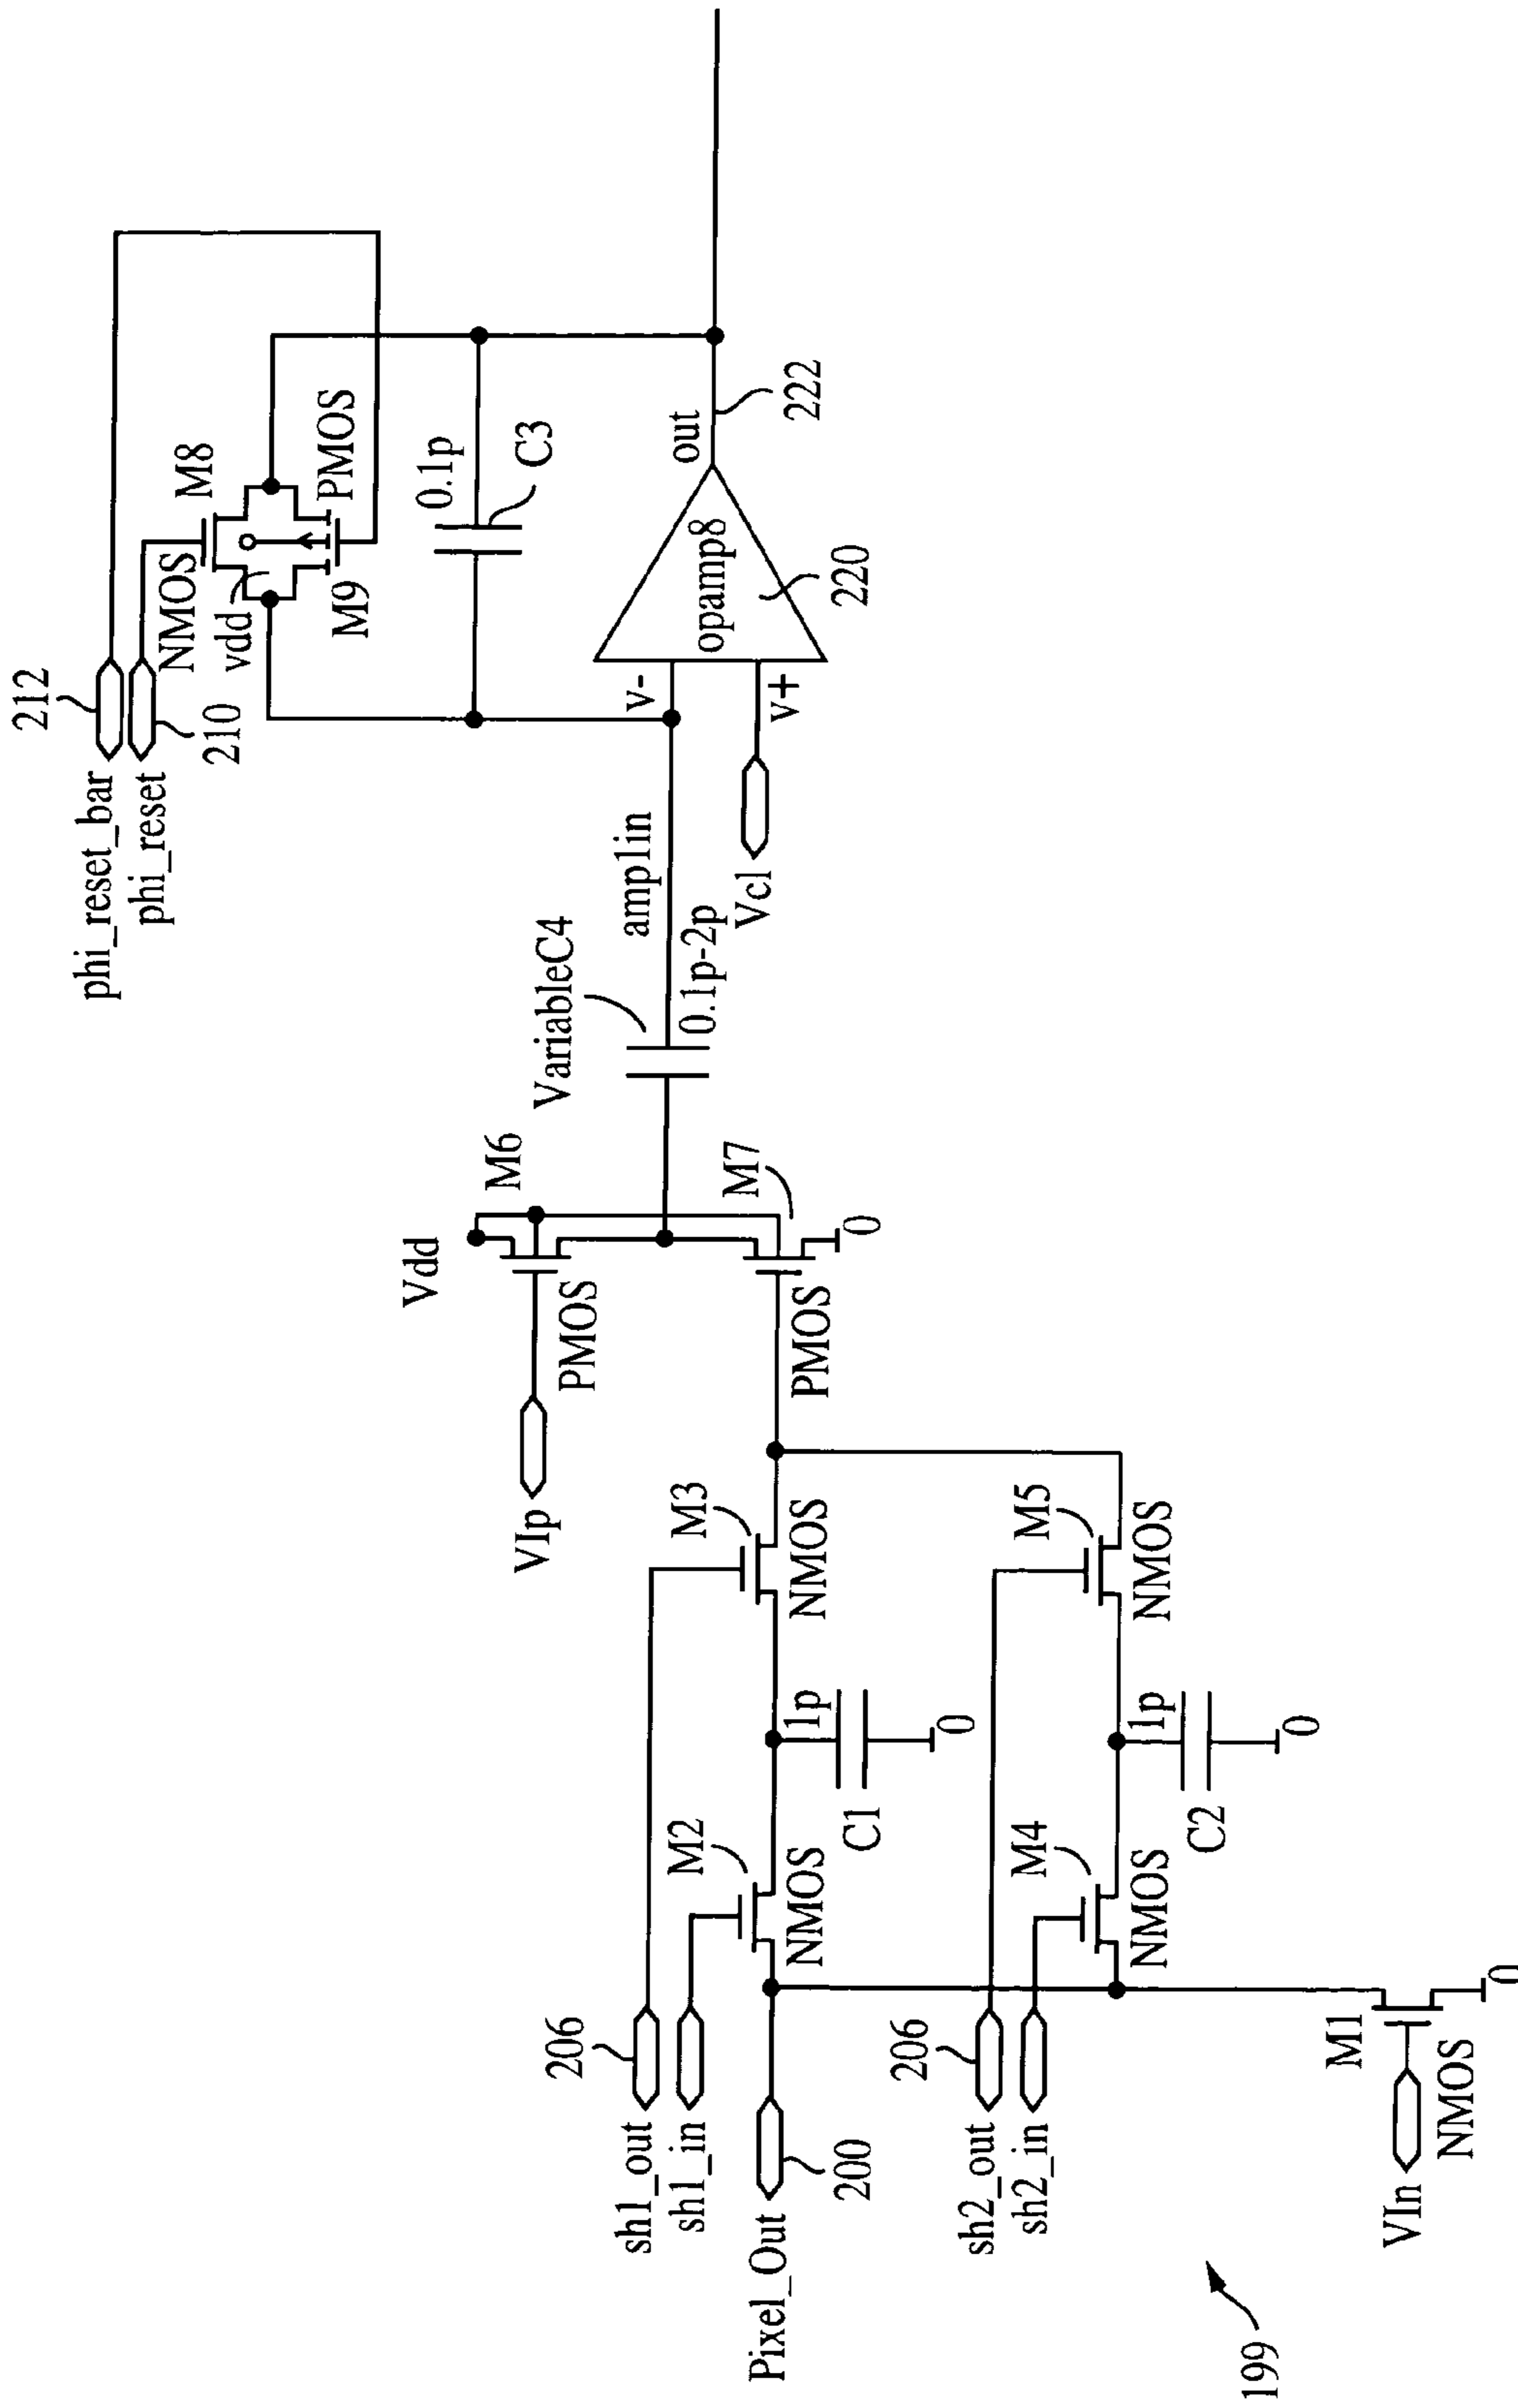 phi_reset_bar
212
phi_reset
210
NMOS
M8
vdd
M9
PMOS
0.1p
C3
v-
v+
opamp8
220
out
222
amplin
Vcl
VariableC4
0.1p-2p
Vdd
M6
VIp
PMOS
M7
PMOS
0
sh1_out
206
sh1_in
M2
NMOS
M3
NMOS
1p
C1
0
Pixel_Out
200
sh2_out
206
sh2_in
M4
NMOS
M5
NMOS
1p
C2
0
VIn
M1
NMOS
0
199